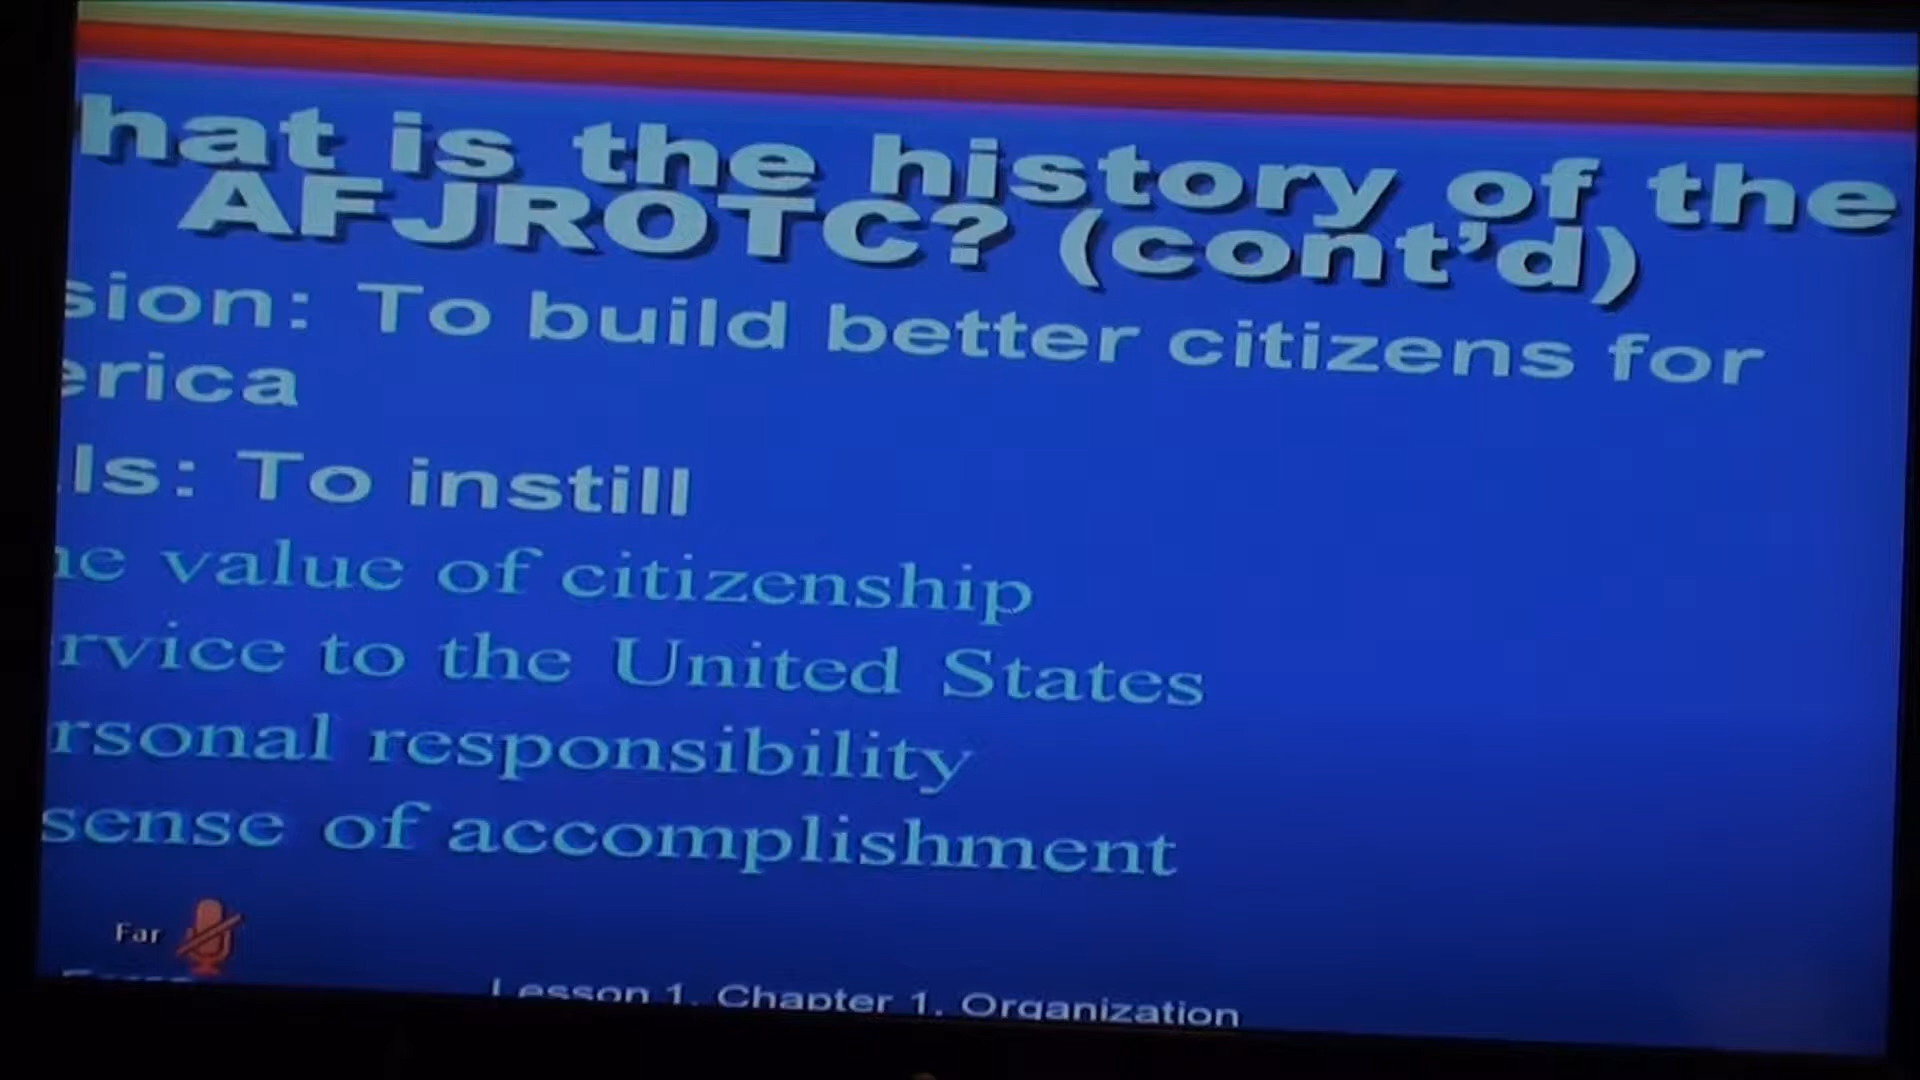 hat is the history of the
AFJROTC? (cont'd)
sion: To build better citizens for
erica
ls: To instill
he value of citizenship
rvice to the United States
rsonal responsibility
sense of accomplishment
Far
Lesson 1, Chapter 1, Organization